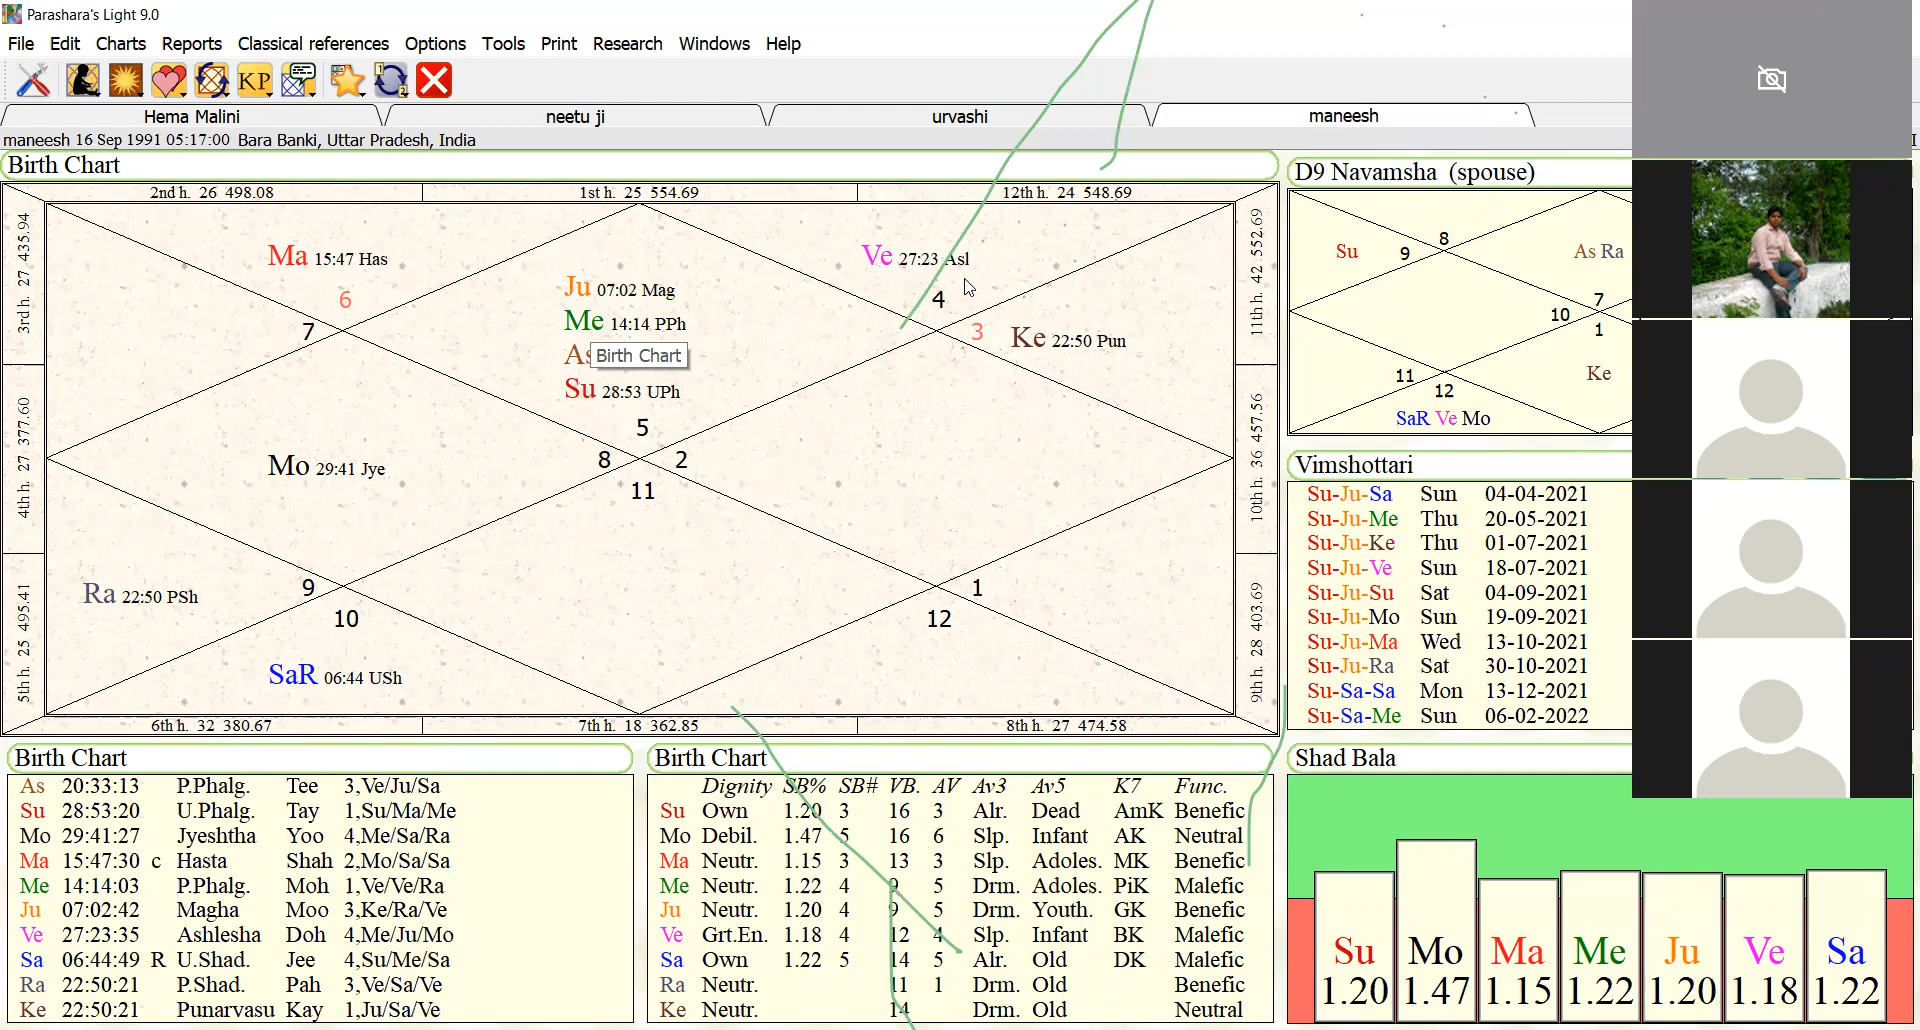 Parashara's Light 9.0
File Edit Charts Reports Classical references Options Tools Print Research Windows Help
KP
Hema Malini neetu ji urvashi maneesh
maneesh 16 Sep 1991 05:17:00 Bara Banki, Uttar Pradesh, India
Birth Chart
2nd h. 26 498.08 1st h. 25 554.69 12th h. 24 548.69
3rd h. 27 435.94
4th h. 27 377.60
5th h. 25 495.41
11th h. 42 552.69
10th h. 36 457.56
9th h. 28 403.69
Ma 15:47 Has
Ve 27:23 Asl
Ju 07:02 Mag
6
4
Me 14:14 PPh
7
3
Ke 22:50 Pun
As
Birth Chart
Su 28:53 UPh
5
Mo 29:41 Jye
8
2
11
Ra 22:50 PSh
9
1
10
12
SaR 06:44 USh
6th h. 32 380.67 7th h. 18 362.85 8th h. 27 474.58
D9 Navamsha (spouse)
8
Su 9
As Ra
7
10
1
11
Ke
12
SaR Ve Mo
Vimshottari
Su-Ju-Sa Sun 04-04-2021
Su-Ju-Me Thu 20-05-2021
Su-Ju-Ke Thu 01-07-2021
Su-Ju-Ve Sun 18-07-2021
Su-Ju-Su Sat 04-09-2021
Su-Ju-Mo Sun 19-09-2021
Su-Ju-Ma Wed 13-10-2021
Su-Ju-Ra Sat 30-10-2021
Su-Sa-Sa Mon 13-12-2021
Su-Sa-Me Sun 06-02-2022
Birth Chart
As 20:33:13 P.Phalg. Tee 3,Ve/Ju/Sa
Su 28:53:20 U.Phalg. Tay 1,Su/Ma/Me
Mo 29:41:27 Jyeshtha Yoo 4,Me/Sa/Ra
Ma 15:47:30 c Hasta Shah 2,Mo/Sa/Sa
Me 14:14:03 P.Phalg. Moh 1,Ve/Ve/Ra
Ju 07:02:42 Magha Moo 3,Ke/Ra/Ve
Ve 27:23:35 Ashlesha Doh 4,Me/Ju/Mo
Sa 06:44:49 R U.Shad. Jee 4,Su/Me/Sa
Ra 22:50:21 P.Shad. Pah 3,Ve/Sa/Ve
Ke 22:50:21 Punarvasu Kay 1,Ju/Sa/Ve
Birth Chart
Dignity SB% SB# VB. AV Av3 Av5 K7 Func.
Su Own 1.20 3 16 3 Alr. Dead AmK Benefic
Mo Debil. 1.47 5 16 6 Slp. Infant AK Neutral
Ma Neutr. 1.15 3 13 3 Slp. Adoles. MK Benefic
Me Neutr. 1.22 4 9 5 Drm. Adoles. PiK Malefic
Ju Neutr. 1.20 4 9 5 Drm. Youth. GK Benefic
Ve Grt.En. 1.18 4 12 4 Slp. Infant BK Malefic
Sa Own 1.22 5 14 5 Alr. Old DK Malefic
Ra Neutr. 11 1 Drm. Old Benefic
Ke Neutr. 14 Drm. Old Neutral
Shad Bala
Su Mo Ma Me Ju Ve Sa
1.20 1.47 1.15 1.22 1.20 1.18 1.22